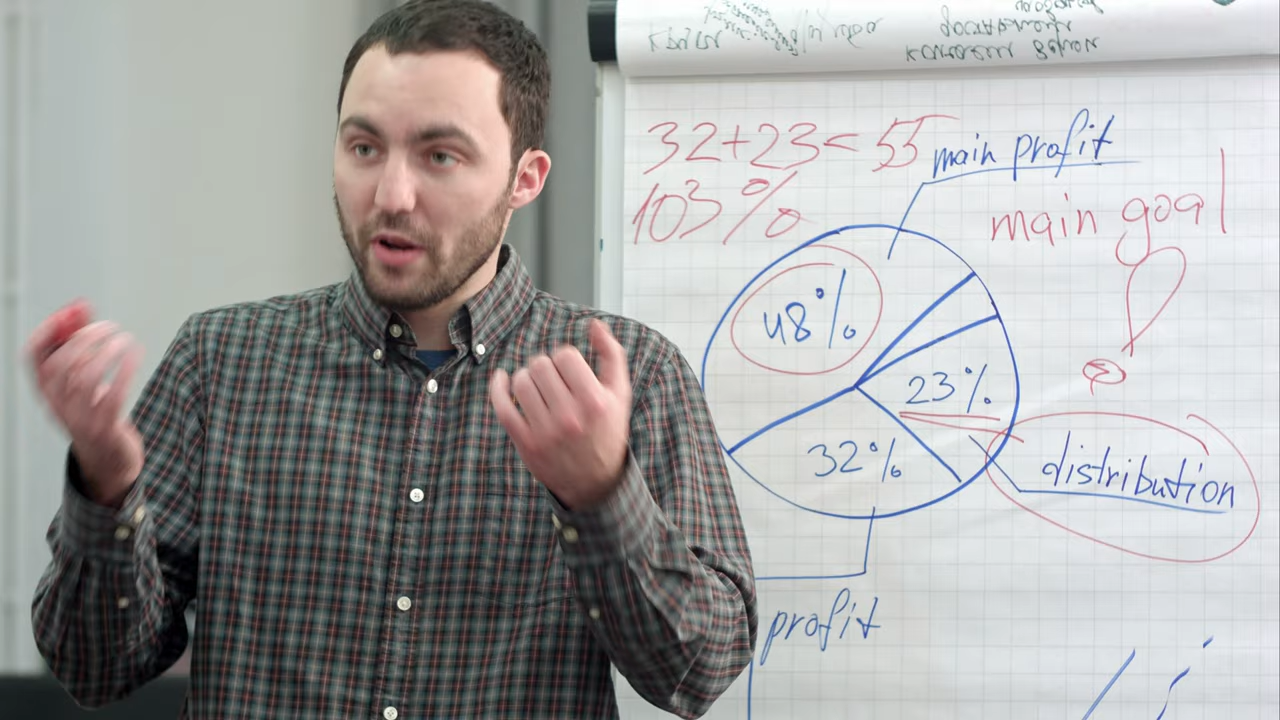 32+23= 55
103%
main profit
main goal!
48%
23%
32%
distribution
profit